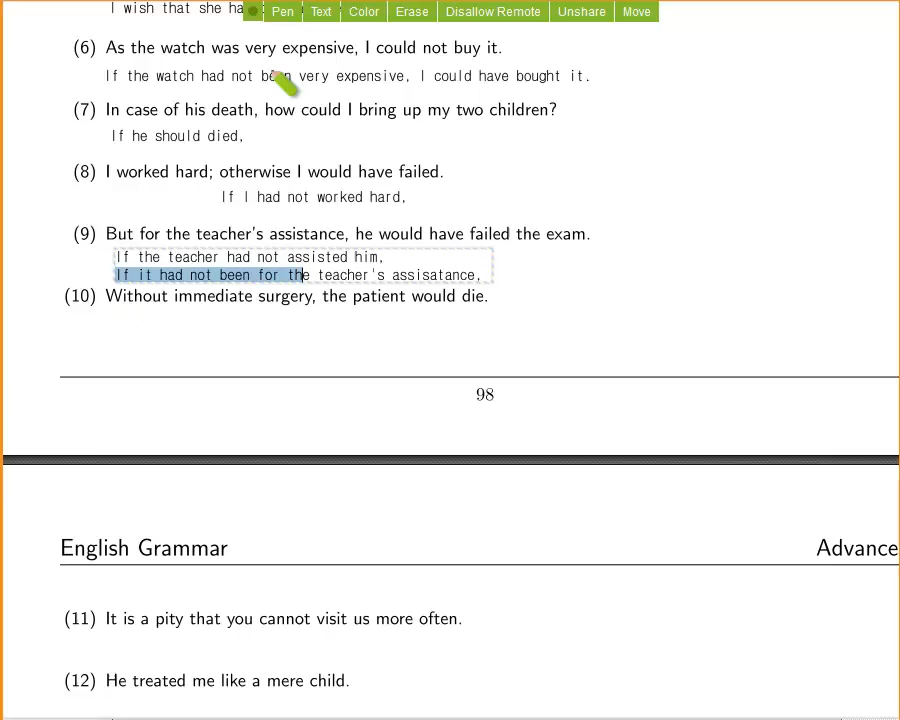 I wish that she ha
Pen Text Color Erase Disallow Remote Unshare Move
(6) As the watch was very expensive, I could not buy it.
If the watch had not been very expensive, I could have bought it.
(7) In case of his death, how could I bring up my two children?
If he should died,
(8) I worked hard; otherwise I would have failed.
If I had not worked hard,
(9) But for the teacher's assistance, he would have failed the exam.
If the teacher had not assisted him,
If it had not been for the teacher's assisatance,
(10) Without immediate surgery, the patient would die.
98
English Grammar Advance
(11) It is a pity that you cannot visit us more often.
(12) He treated me like a mere child.